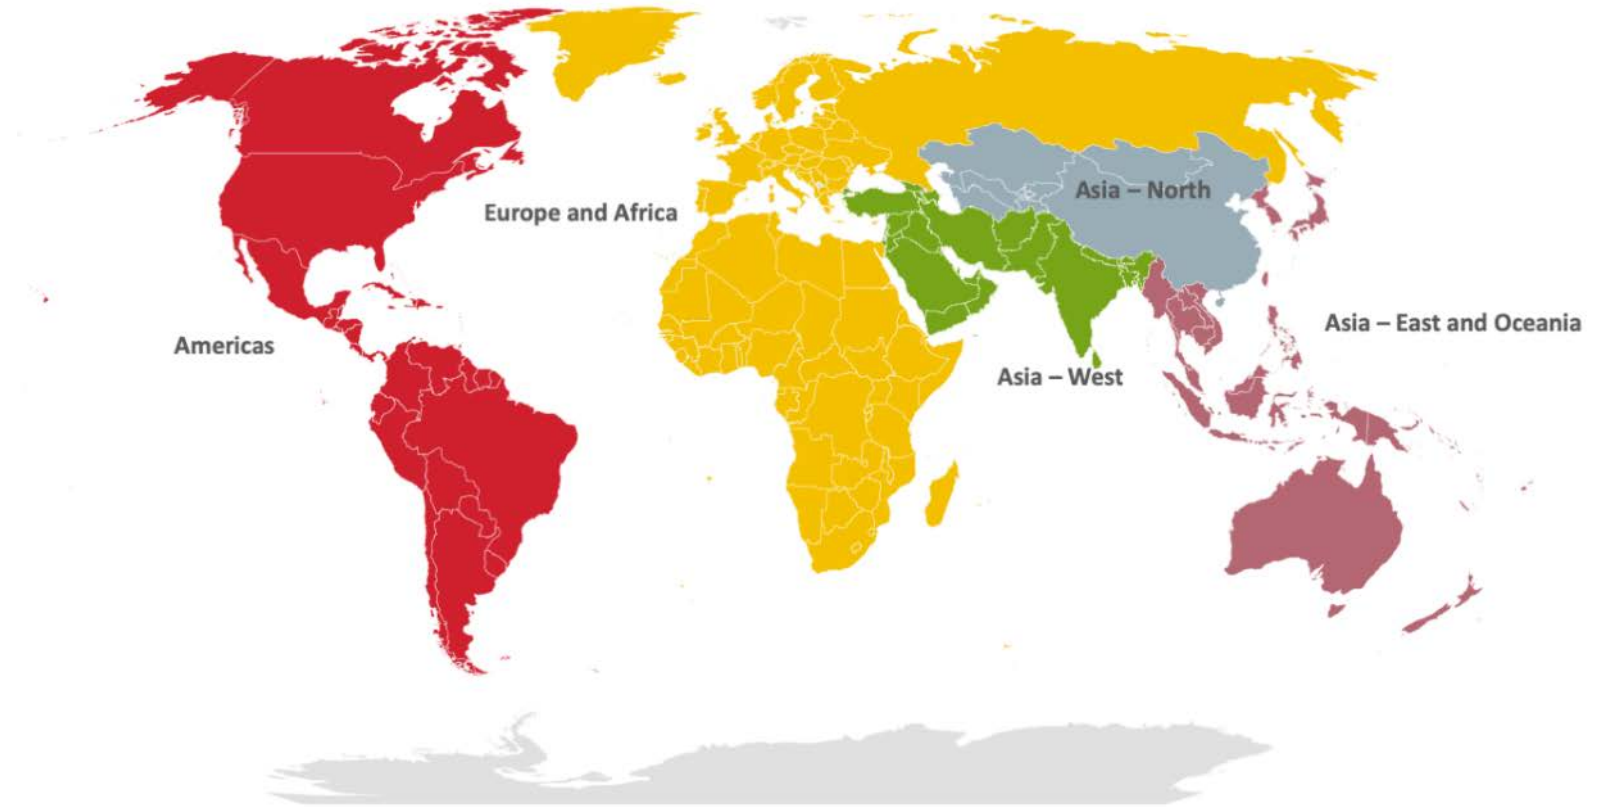 Asia – North
Europe and Africa
Asia – East and Oceania
Americas
Asia – West